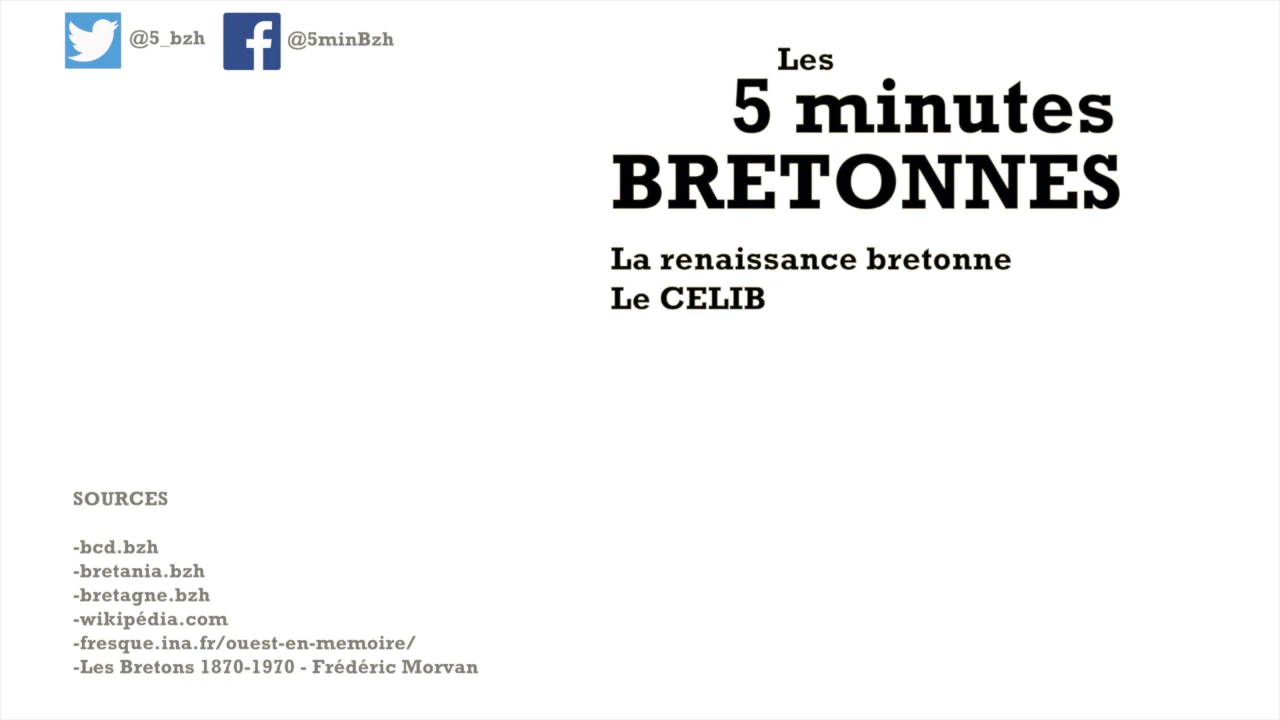 @5_bzh @5minBzh
Les
5 minutes
BRETONNES
La renaissance bretonne
Le CELIB
SOURCES
-bcd.bzh
-bretania.bzh
-bretagne.bzh
-wikipédia.com
-fresque.ina.fr/ouest-en-memoire/
-Les Bretons 1870-1970 - Frédéric Morvan